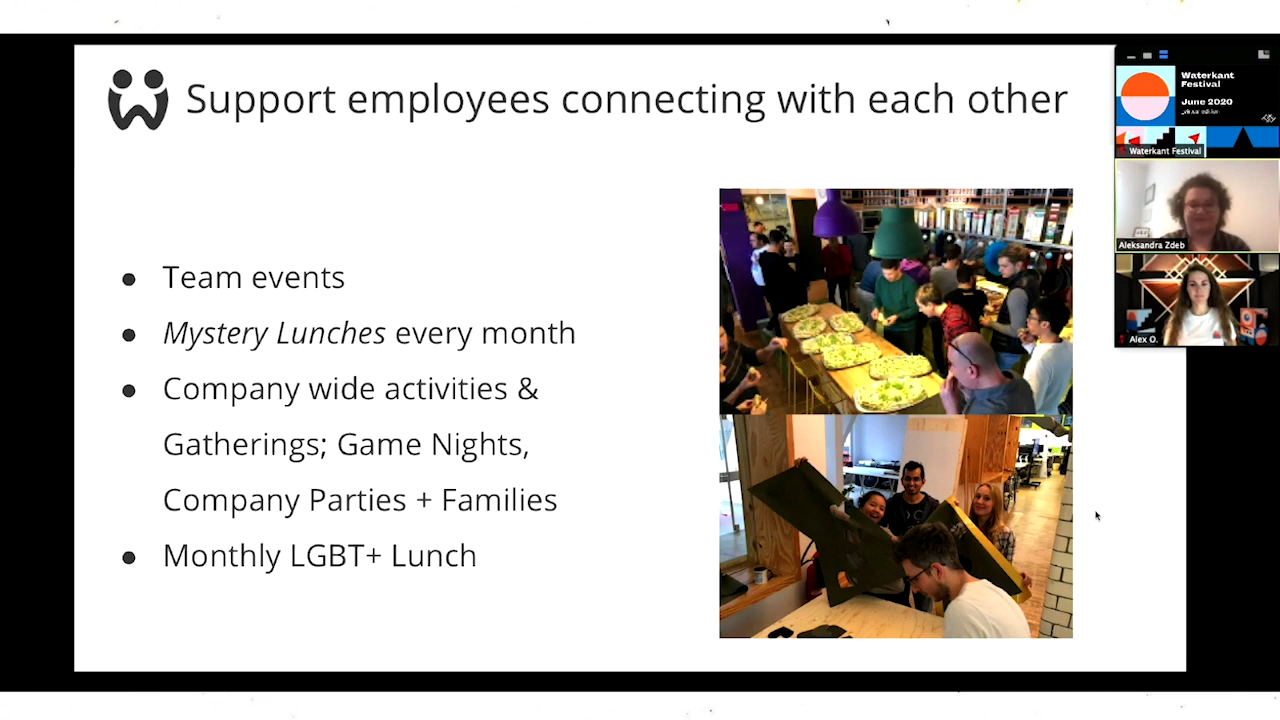 Support employees connecting with each other
● Team events
● Mystery Lunches every month
● Company wide activities &
Gatherings; Game Nights,
Company Parties + Families
● Monthly LGBT+ Lunch
Waterkant
Festival
June 2020
Waterkant Festival
Aleksandra Zdeb
Alex O.